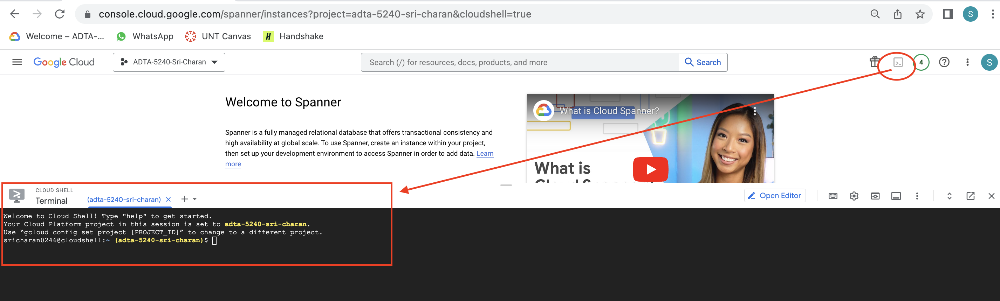 console.cloud.google.com/spanner/instances?project=adta-5240-sri-charan&cloudshell=true
S
Welcome – ADTA-...
WhatsApp
UNT Canvas
H
Handshake
Google Cloud
ADTA-5240-Sri-Charan
Search (/) for resources, docs, products, and more
Search
4
S
Welcome to Spanner
Spanner is a fully managed relational database that offers transactional consistency and
high availability at global scale. To use Spanner, create an instance within your project,
then set up your development environment to access Spanner in order to add data. Learn
more
What is Cloud Spanner?
What is
CLOUD SHELL
Terminal
(adta-5240-sri-charan)
Open Editor
Welcome to Cloud Shell! Type "help" to get started.
Your Cloud Platform project in this session is set to adta-5240-sri-charan.
Use “gcloud config set project [PROJECT_ID]” to change to a different project.
sricharan0246@cloudshell:~ (adta-5240-sri-charan)$